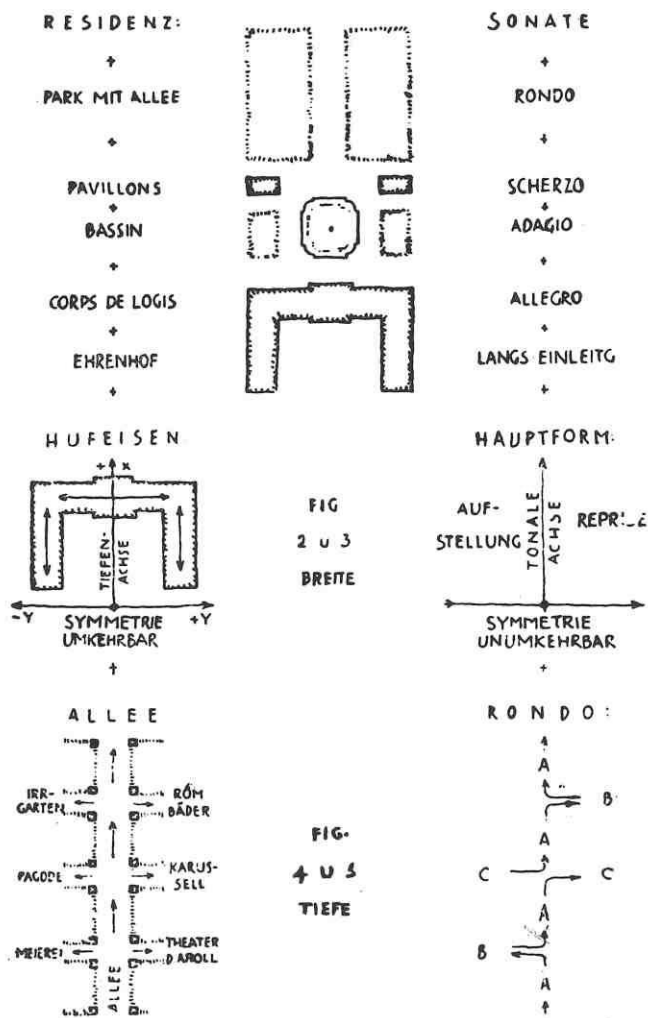 RESIDENZ:
PARK MIT ALLEE
PAVILLONS
BASSIN
CORPS DE LOGIS
EHRENHOF
SONATE
RONDO
SCHERZO
ADAGIO
ALLEGRO
LANGS EINLEITG
HUFEISEN
+ X
TIEFEN-
ACHSE
-Y +Y
SYMMETRIE
UMKEHRBAR
FIG
2 u 3
BREITE
HAUPTFORM:
AUF-
STELLUNG
TONALE
ACHSE
SYMMETRIE
UNUMKEHRBAR
ALLEE
IRR-
GARTEN
RÖM
BÄDER
PAGODE
KARUS-
SELL
MEIEREI
THEATER
ALLEE
FIG.
4 U 5
TIEFE
RONDO:
A
B
A
C C
A
B
A